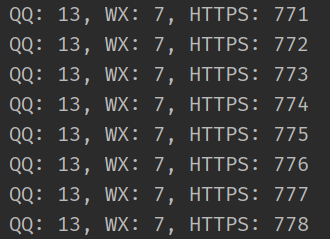 QQ: 13, WX: 7, HTTPS: 771
QQ: 13, WX: 7, HTTPS: 772
QQ: 13, WX: 7, HTTPS: 773
QQ: 13, WX: 7, HTTPS: 774
QQ: 13, WX: 7, HTTPS: 775
QQ: 13, WX: 7, HTTPS: 776
QQ: 13, WX: 7, HTTPS: 777
QQ: 13, WX: 7, HTTPS: 778